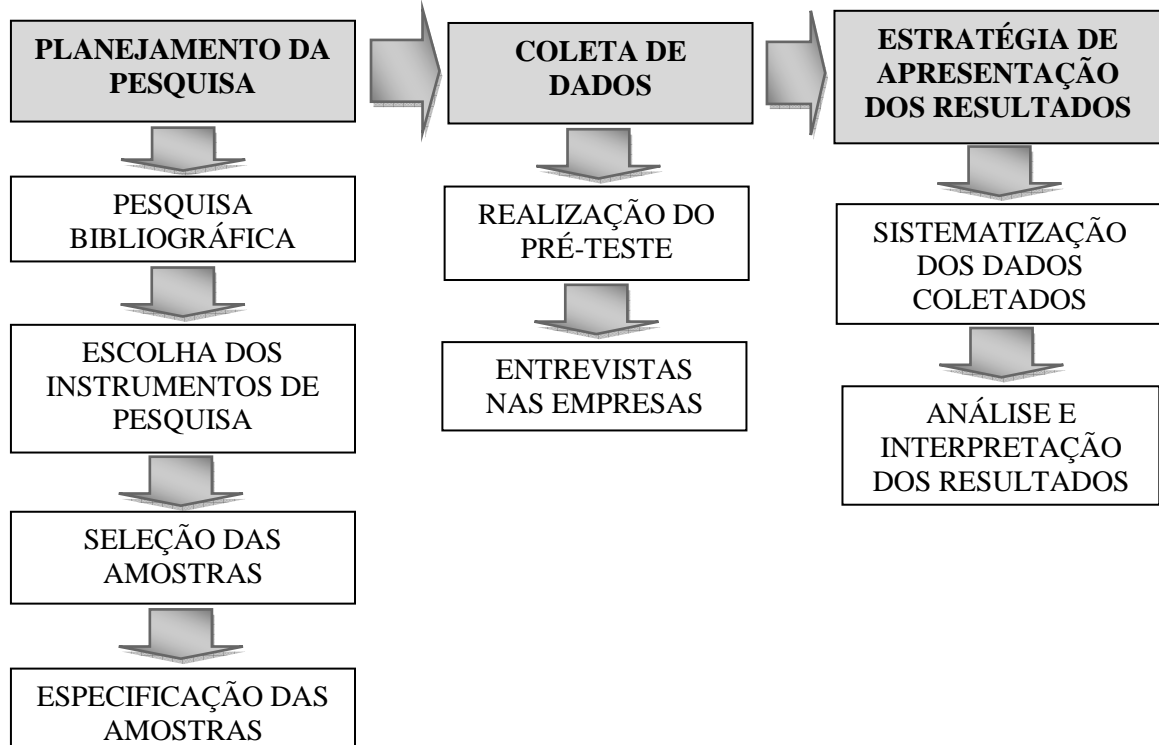 PLANEJAMENTO DA
PESQUISA
PESQUISA
BIBLIOGRÁFICA
ESCOLHA DOS
INSTRUMENTOS DE
PESQUISA
SELEÇÃO DAS
AMOSTRAS
ESPECIFICAÇÃO DAS
AMOSTRAS
COLETA DE
DADOS
REALIZAÇÃO DO
PRÉ-TESTE
ENTREVISTAS
NAS EMPRESAS
ESTRATÉGIA DE
APRESENTAÇÃO
DOS RESULTADOS
SISTEMATIZAÇÃO
DOS DADOS
COLETADOS
ANÁLISE E
INTERPRETAÇÃO
DOS RESULTADOS